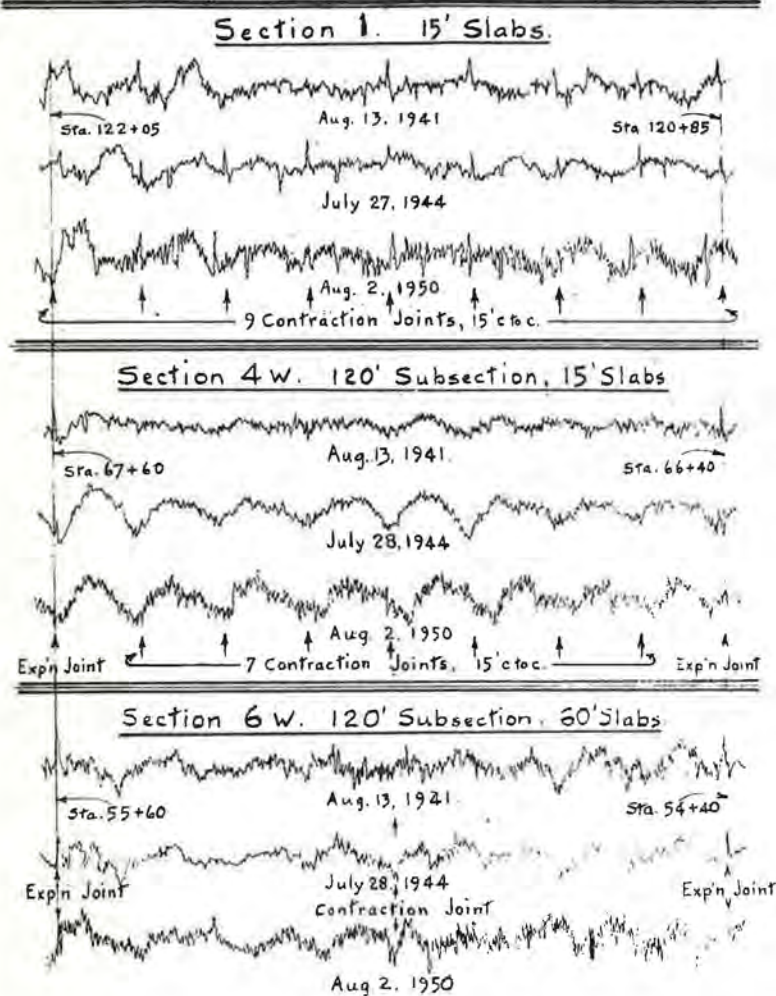 Section 1. 15' Slabs.
Sta. 122+05
Aug. 13, 1941
Sta 120+85
July 27, 1944
Aug. 2, 1950
9 Contraction Joints, 15' c to c.
Section 4 W. 120' Subsection, 15' Slabs
Sta. 67+60
Aug. 13, 1941.
Sta. 66+40
July 28, 1944
Aug. 2, 1950
Exp'n Joint
7 Contraction Joints, 15' c to c.
Exp'n Joint
Section 6 W. 120' Subsection, 60' Slabs
Sta. 55+60
Aug. 13, 1941
Sta. 54+40
Exp'n Joint
July 28, 1944
Exp'n Joint
Contraction Joint
Aug. 2, 1950